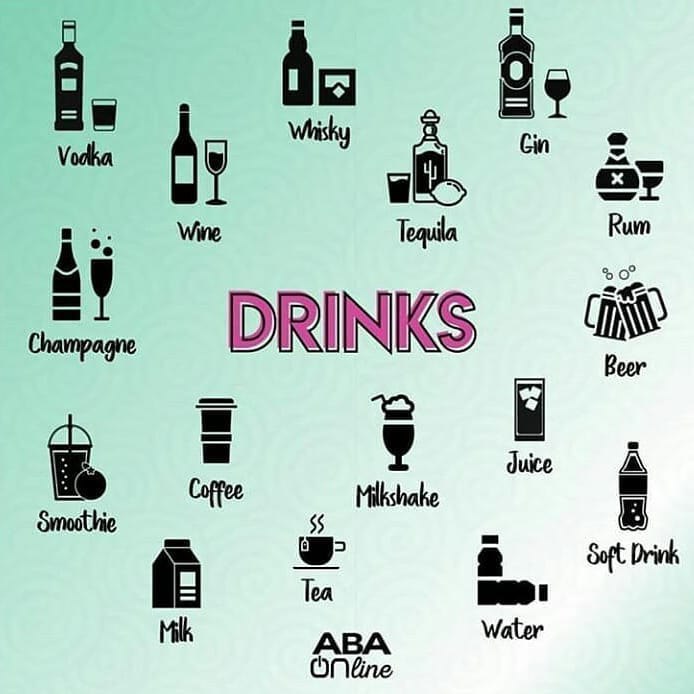 Vodka
Whisky
Gin
Wine
Tequila
Rum
Champagne
DRINKS
Beer
Smoothie
Coffee
Milkshake
Juice
Soft Drink
Milk
Tea
Water
ABA
Online